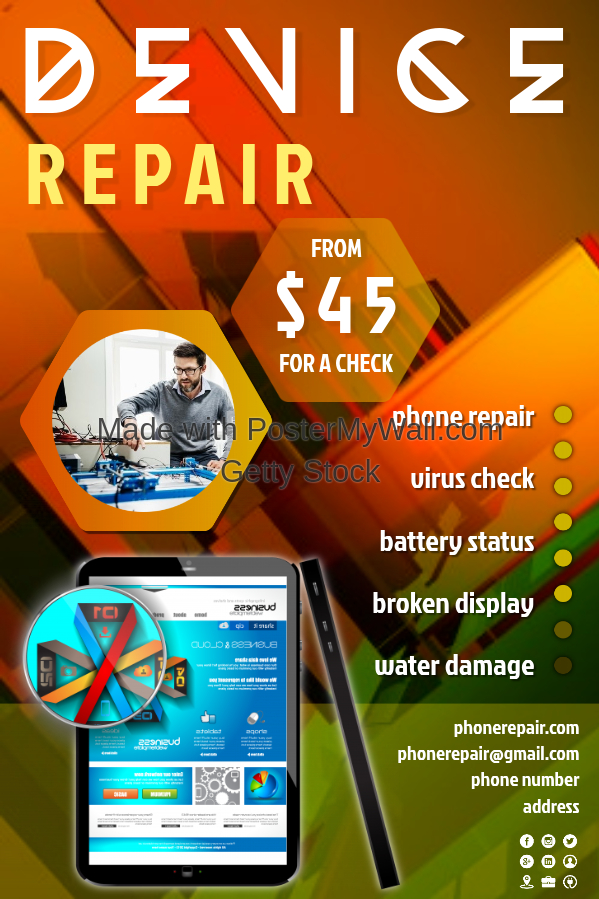 DEVICE
REPAIR
FROM
$45
FOR A CHECK
phone repair
Made with PosterMyWall.com
Getty Stock
virus check
battery status
broken display
water damage
phonerepair.com
phonerepair@gmail.com
phone number
address